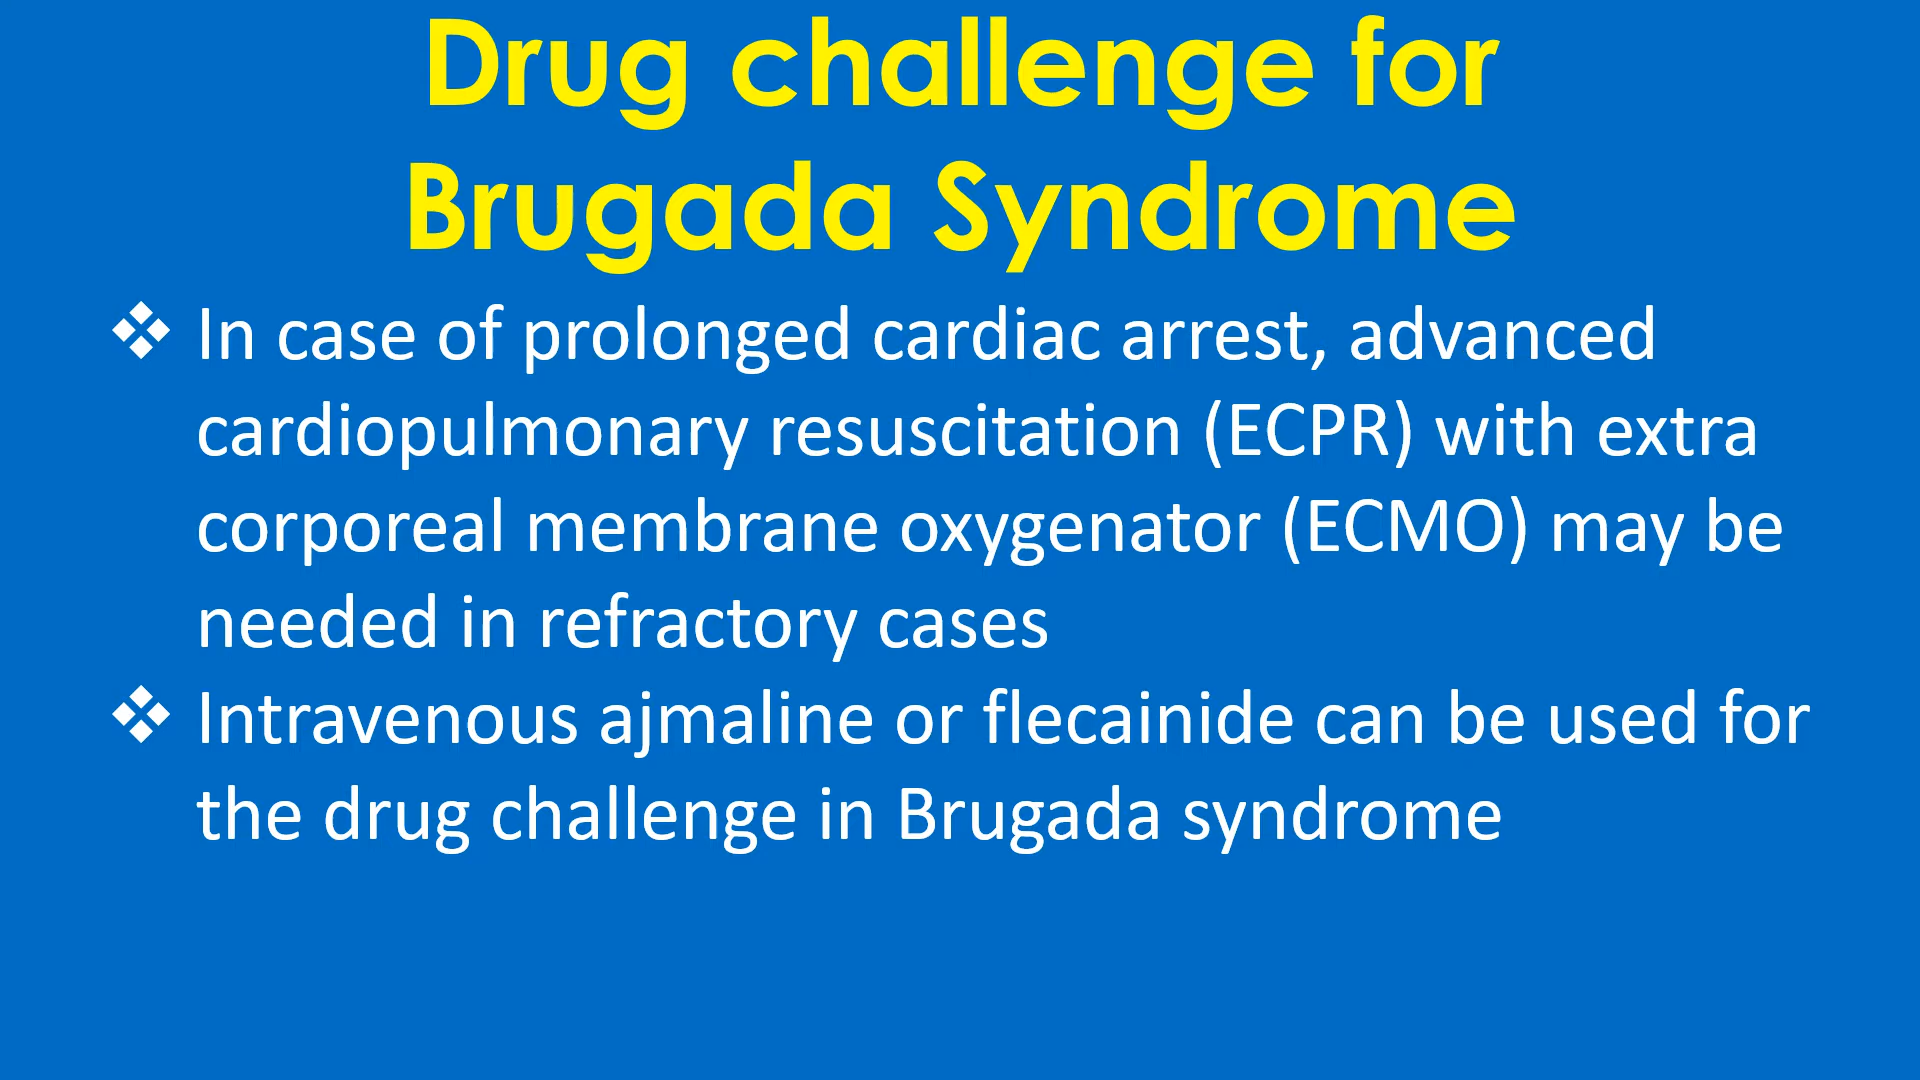 Drug challenge for
Brugada Syndrome
❖ In case of prolonged cardiac arrest, advanced
cardiopulmonary resuscitation (ECPR) with extra
corporeal membrane oxygenator (ECMO) may be
needed in refractory cases
❖ Intravenous ajmaline or flecainide can be used for
the drug challenge in Brugada syndrome